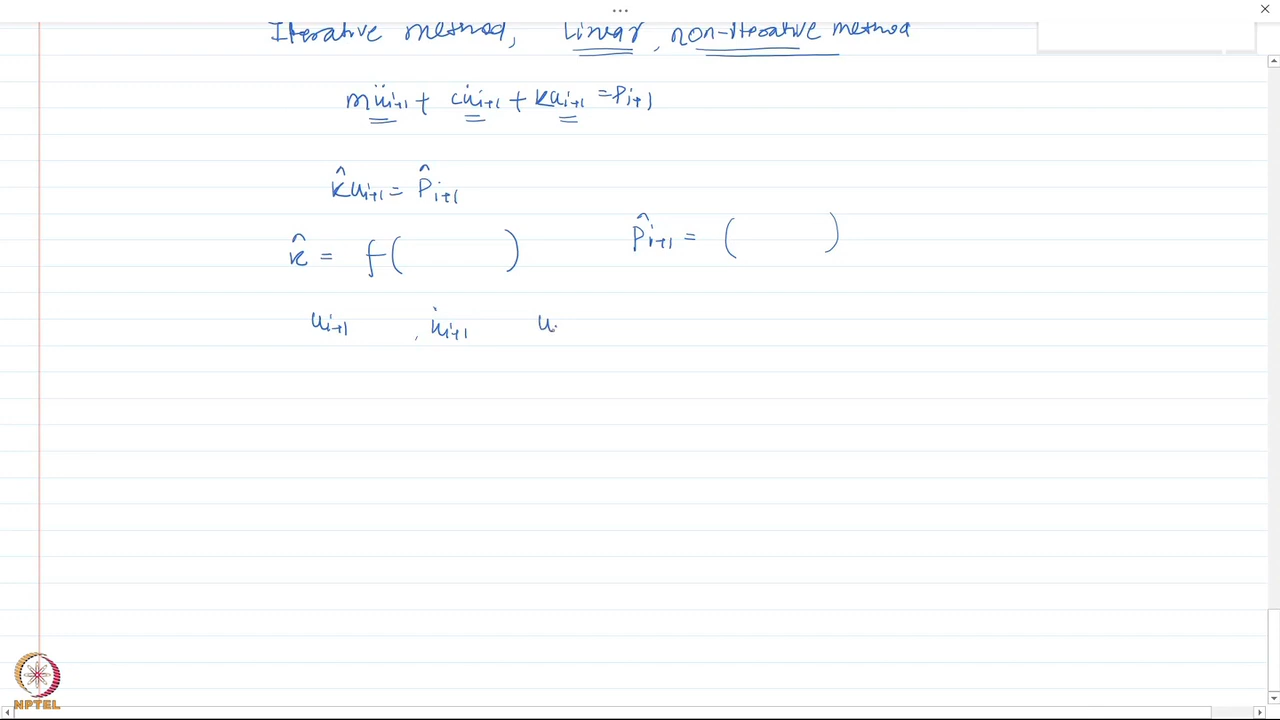 Iterative method, linear, non-iterative method
mü_{i+1} + cu̇_{i+1} + ku_{i+1} = P_{i+1}
k̂u_{i+1} = P̂_{i+1}
k̂ = f( ) P̂_{i+1} = ( )
u_{i+1} , u̇_{i+1} u
NPTEL